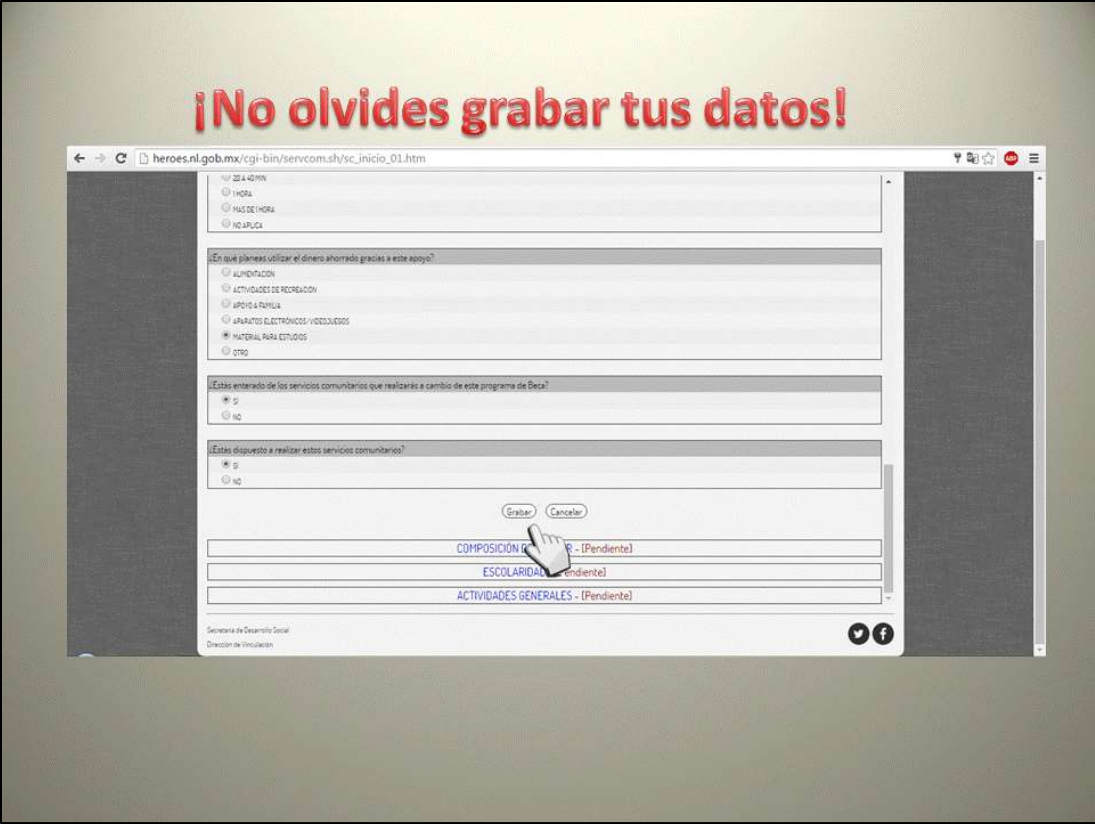 ¡No olvides grabar tus datos!
heroes.nl.gob.mx/cgi-bin/servcom.sh/sc_inicio_01.htm
ABP
20 A 40 MIN
1 HORA
MAS DE 1 HORA
NO APLICA
¿En qué planeas utilizar el dinero ahorrado gracias a este apoyo?
ALIMENTACION
ACTIVIDADES DE RECREACION
APOYO A FAMILIA
APARATOS ELECTRÓNICOS/VIDEOJUEGOS
MATERIAL PARA ESTUDIOS
OTRO
¿Estás enterado de los servicios comunitarios que realizarás a cambio de este programa de Beca?
SI
NO
¿Estás dispuesto a realizar estos servicios comunitarios?
SI
NO
Grabar Cancelar
COMPOSICIÓN - [Pendiente]
ESCOLARIDAD endiente]
ACTIVIDADES GENERALES - [Pendiente]
Secretaría de Desarrollo Social
Dirección de Vinculación